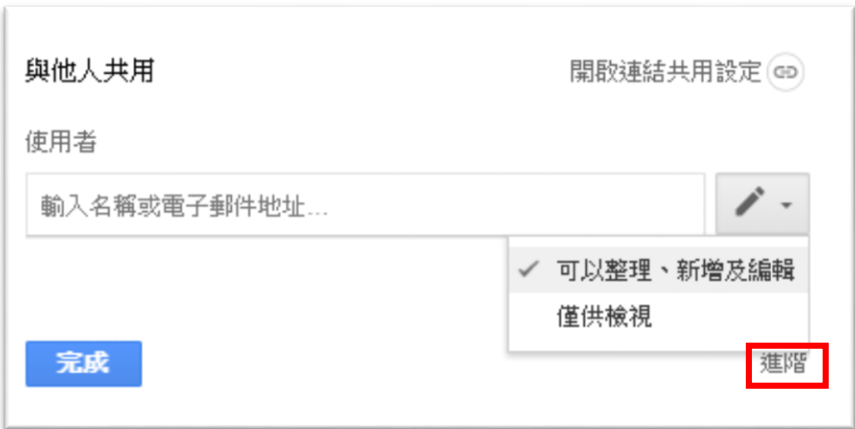 與他人共用
開啟連結共用設定
使用者
輸入名稱或電子郵件地址...
可以整理、新增及編輯
僅供檢視
完成
進階